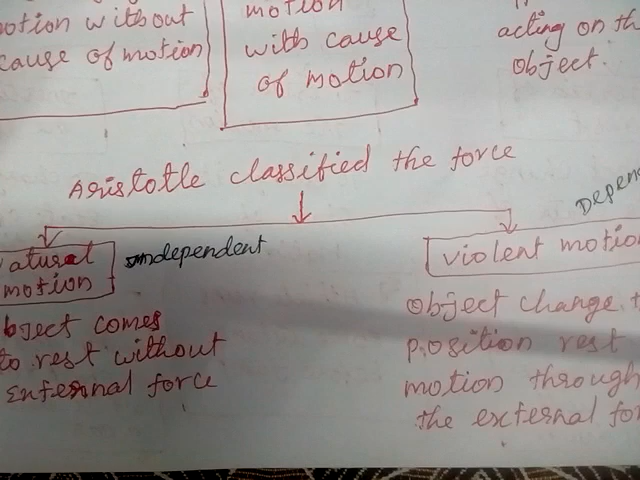 motion without
cause of motion
motion
with cause
of motion
acting on th
object.
Aristotle classified the force
Depen
atural
motion
independent
violent motion
bject comes
to rest without
external force
object change t
position rest
motion through
the external for